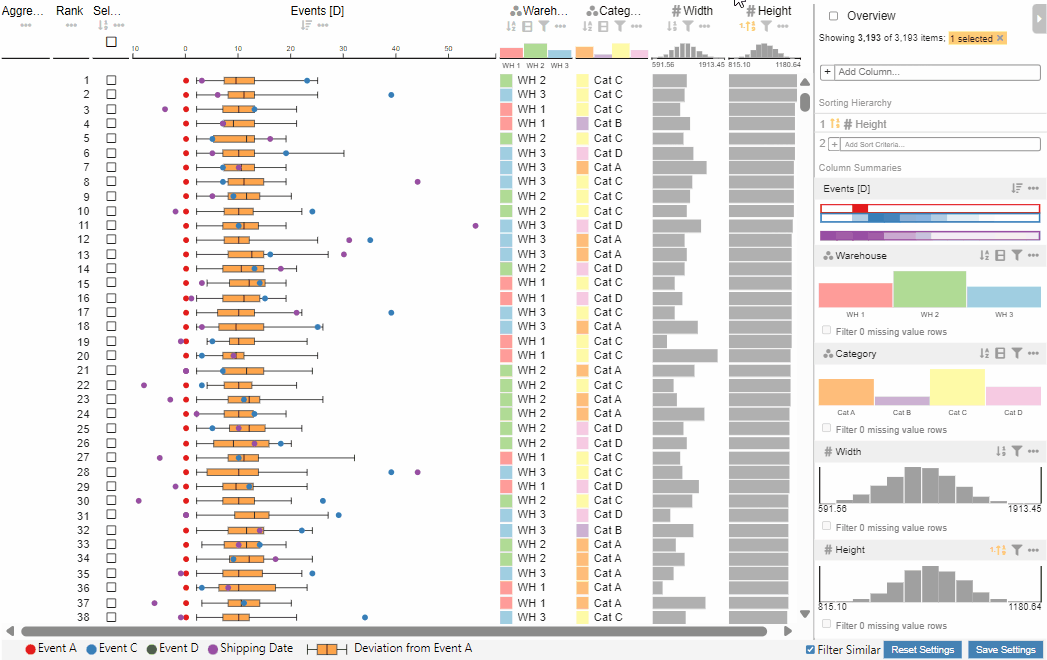 Aggre... Rank Sel... Events [D] Wareh... Categ... # Width # Height
10 0 10 20 30 40 50 WH 1 WH 2 WH 3 591.56 1913.45 815.10 1180.64
1 WH 2 Cat C
2 WH 3 Cat C
3 WH 1 Cat C
4 WH 1 Cat B
5 WH 2 Cat C
6 WH 3 Cat D
7 WH 3 Cat A
8 WH 3 Cat C
9 WH 2 Cat C
10 WH 2 Cat C
11 WH 3 Cat D
12 WH 3 Cat A
13 WH 3 Cat A
14 WH 2 Cat D
15 WH 1 Cat C
16 WH 1 Cat D
17 WH 3 Cat C
18 WH 3 Cat A
19 WH 1 Cat C
20 WH 1 Cat C
21 WH 2 Cat A
22 WH 2 Cat C
23 WH 2 Cat A
24 WH 2 Cat A
25 WH 2 Cat D
26 WH 2 Cat D
27 WH 1 Cat C
28 WH 3 Cat C
29 WH 1 Cat D
30 WH 2 Cat C
31 WH 3 Cat D
32 WH 3 Cat B
33 WH 2 Cat A
34 WH 2 Cat A
35 WH 3 Cat A
36 WH 1 Cat A
37 WH 1 Cat A
38 WH 3 Cat C
Event A Event C Event D Shipping Date Deviation from Event A
Overview
Showing 3,193 of 3,193 items; 1 selected ×
+ Add Column...
Sorting Hierarchy
1 # Height
2 + Add Sort Criteria...
Column Summaries
Events [D]
Warehouse
WH 1 WH 2 WH 3
Filter 0 missing value rows
Category
Cat A Cat B Cat C Cat D
Filter 0 missing value rows
# Width
591.56 1913.45
Filter 0 missing value rows
# Height
815.10 1180.64
Filter 0 missing value rows
Filter Similar Reset Settings Save Settings